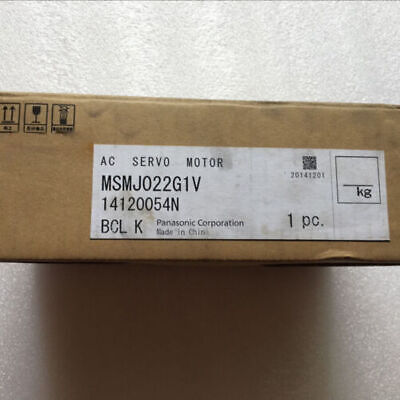 AC SERVO MOTOR
20141201
MSMJ022G1V
14120054N
kg
BCL K Panasonic Corporation 1 pc.
Made in China